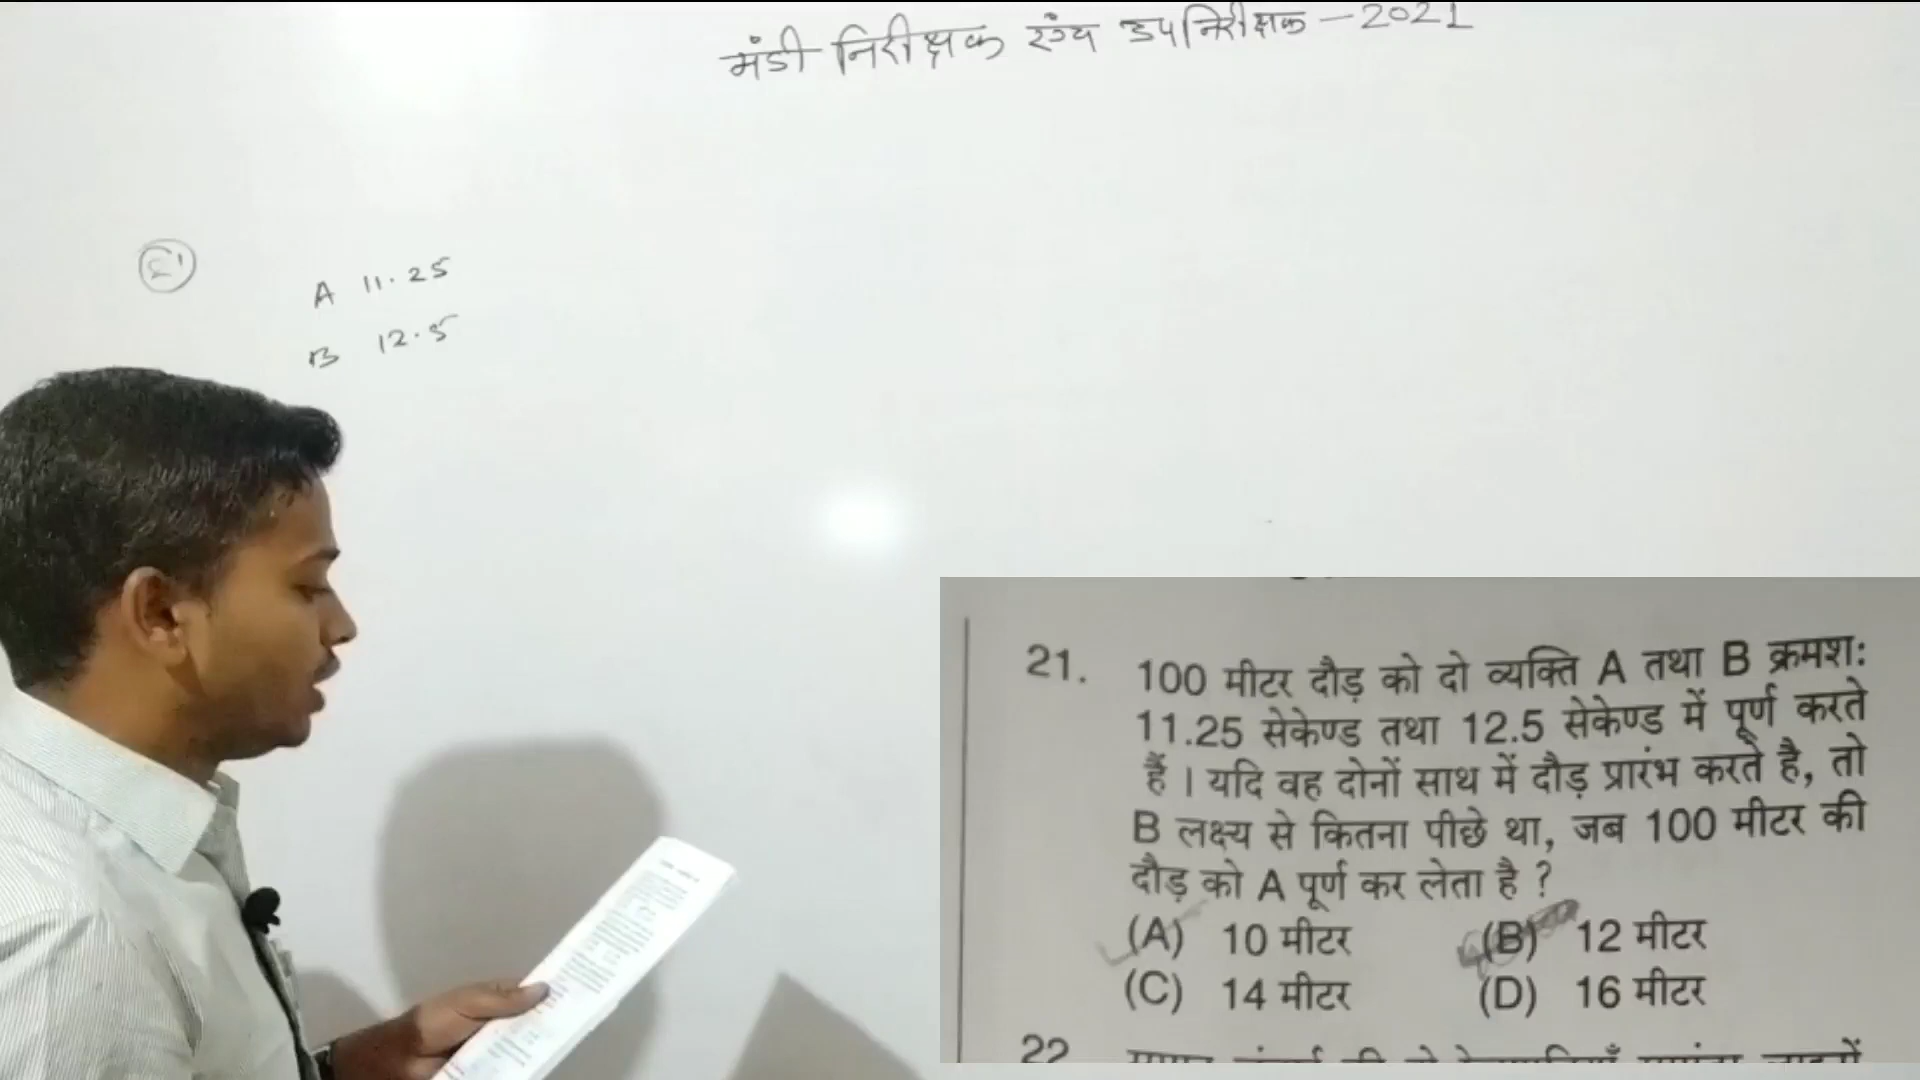 मंडी निरीक्षक एवं उपनिरीक्षक - 2021
21
A 11.25
B 12.5
21. 100 मीटर दौड़ को दो व्यक्ति A तथा B क्रमशः
11.25 सेकेण्ड तथा 12.5 सेकेण्ड में पूर्ण करते
हैं । यदि वह दोनों साथ में दौड़ प्रारंभ करते है, तो
B लक्ष्य से कितना पीछे था, जब 100 मीटर की
दौड़ को A पूर्ण कर लेता है ?
(A) 10 मीटर (B) 12 मीटर
(C) 14 मीटर (D) 16 मीटर
22